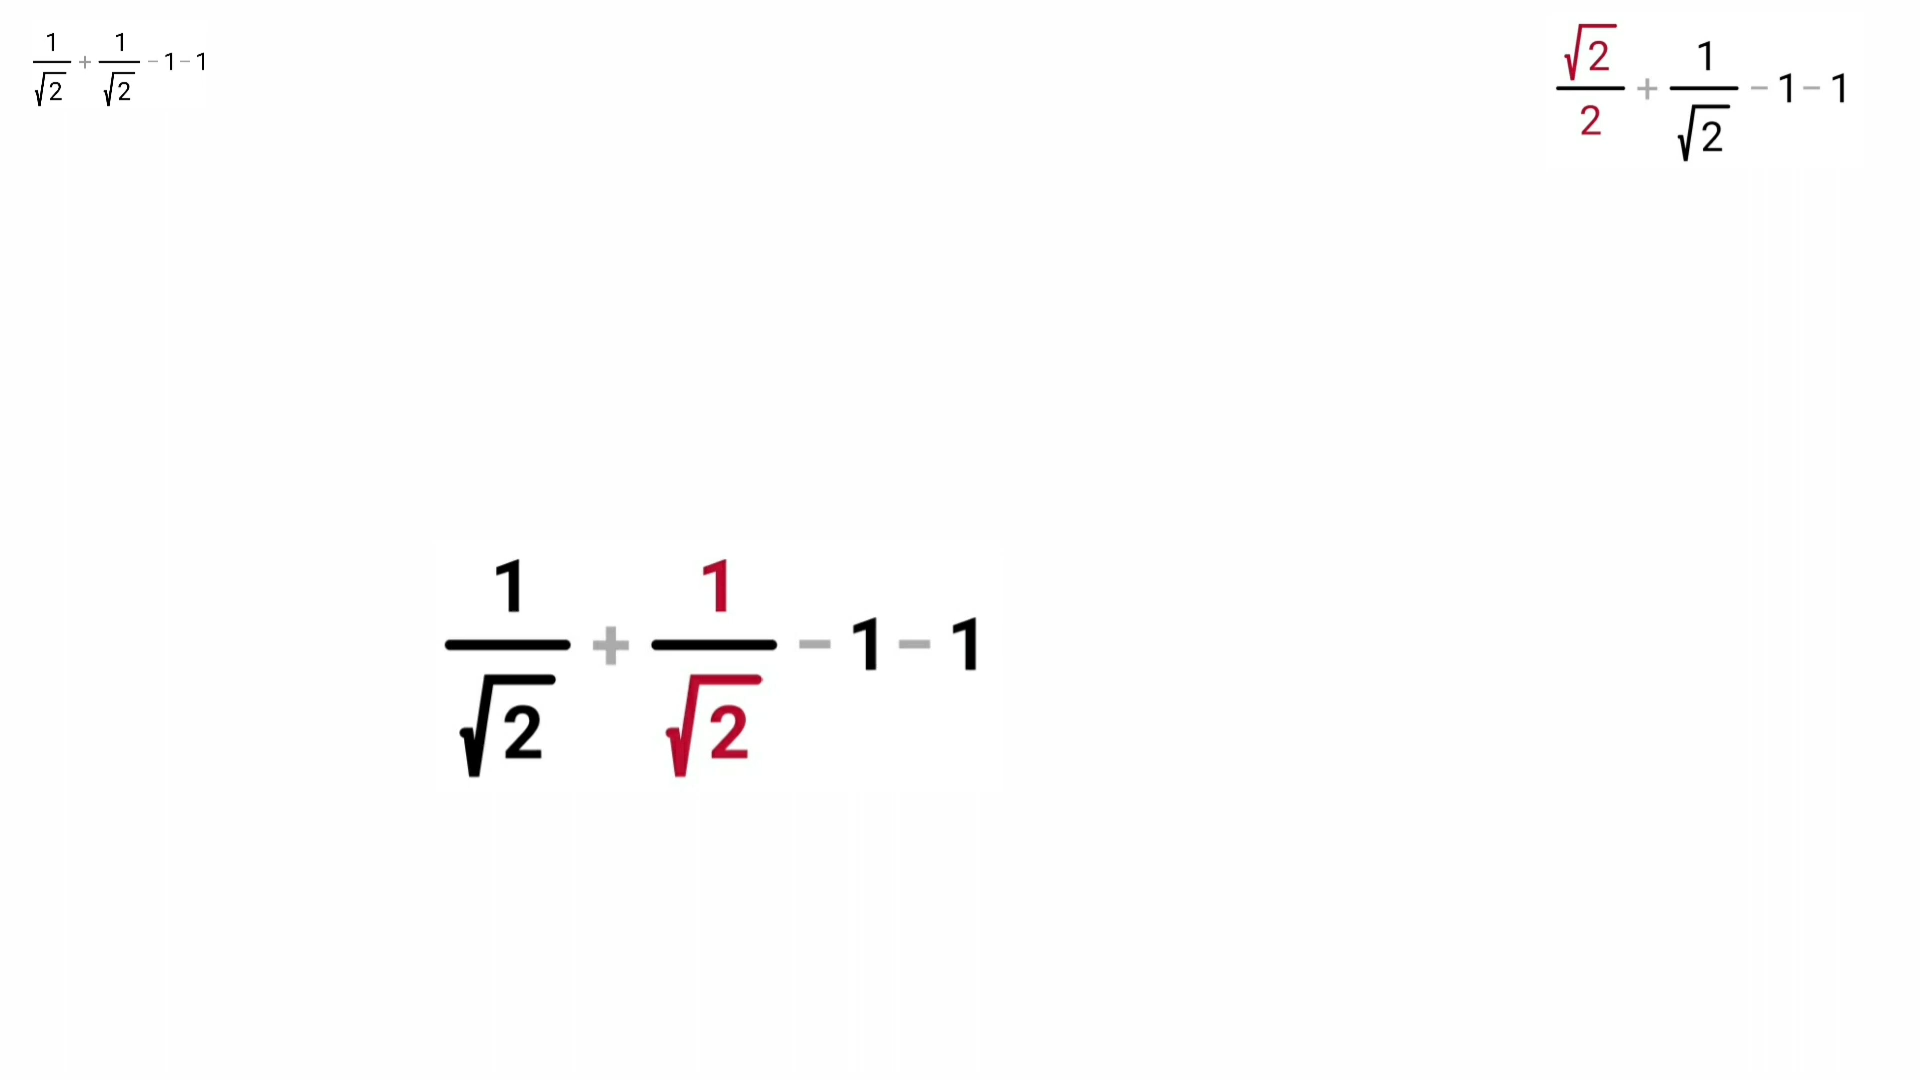 1/√2 + 1/√2 − 1 − 1
√2/2 + 1/√2 − 1 − 1
1/√2 + 1/√2 − 1 − 1